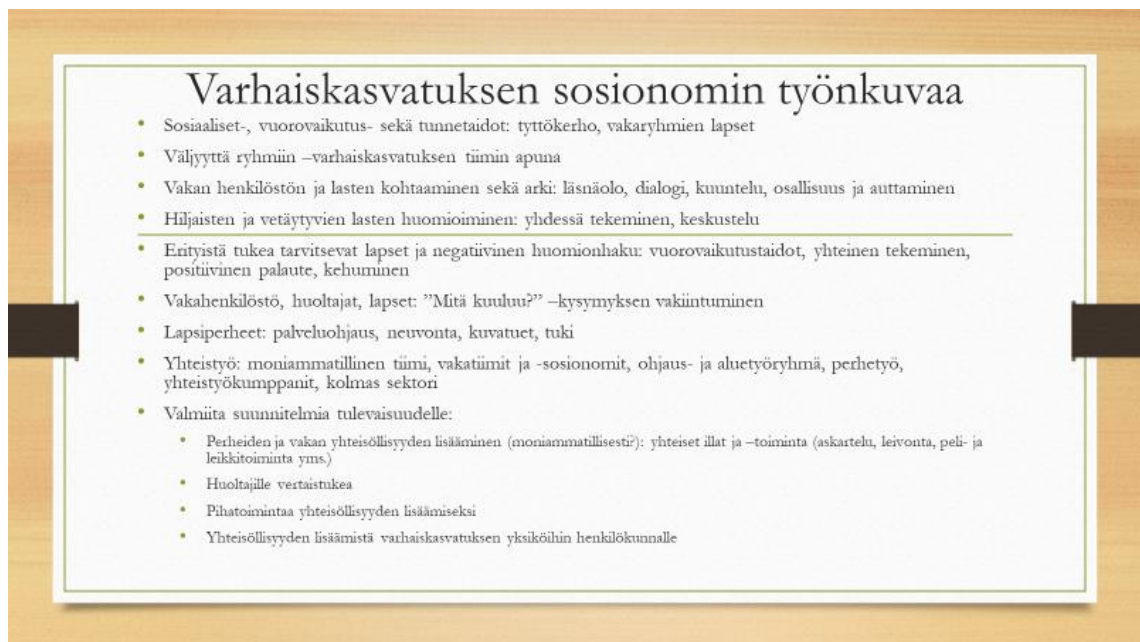 Varhaiskasvatuksen sosionomin työnkuvaa
• Sosiaaliset-, vuorovaikutus- sekä tunnetaidot: tyttökerho, vakaryhmien lapset
• Väljyyttä ryhmiin –varhaiskasvatuksen tiimin apuna
• Vakan henkilöstön ja lasten kohtaaminen sekä arki: läsnäolo, dialogi, kuuntelu, osallisuus ja auttaminen
• Hiljaisten ja vetäytyvien lasten huomioiminen: yhdessä tekeminen, keskustelu
• Erityistä tukea tarvitsevat lapset ja negatiivinen huomionhaku: vuorovaikutustaidot, yhteinen tekeminen,
positiivinen palaute, kehuminen
• Vakahenkilöstö, huoltajat, lapset: ”Mitä kuuluu?” –kysymyksen vakiintuminen
• Lapsiperheet: palveluohjaus, neuvonta, kuvatuet, tuki
• Yhteistyö: moniammatillinen tiimi, vakatiimit ja -sosionomit, ohjaus- ja aluetyöryhmä, perhetyö,
yhteistyökumppanit, kolmas sektori
• Valmiita suunnitelmia tulevaisuudelle:
• Perheiden ja vakan yhteisöllisyyden lisääminen (moniammatillisesti?): yhteiset illat ja –toiminta (askartelu, leivonta, peli- ja
leikkitoiminta yms.)
• Huoltajille vertaistukea
• Pihatoimintaa yhteisöllisyyden lisäämiseksi
• Yhteisöllisyyden lisäämistä varhaiskasvatuksen yksiköihin henkilökunnalle